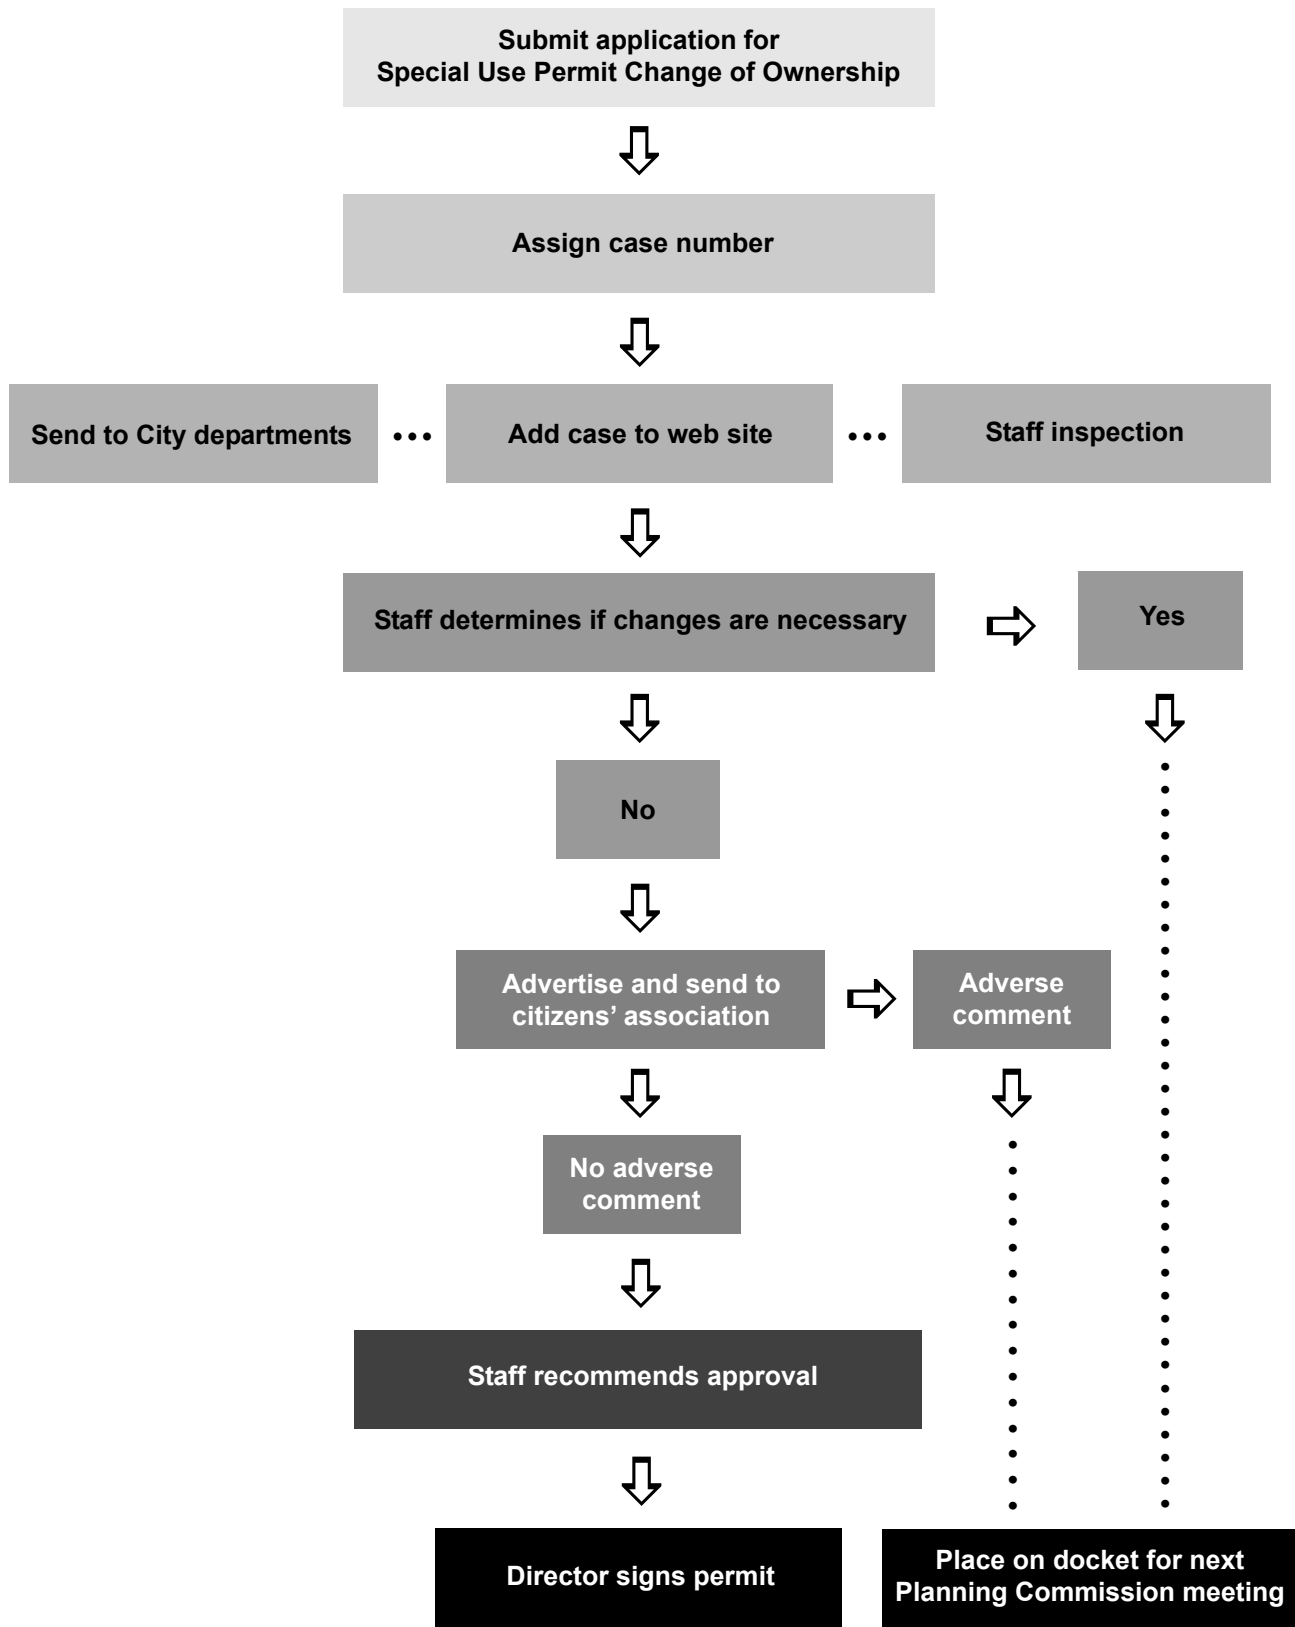 Submit application for
Special Use Permit Change of Ownership
Assign case number
Send to City departments ••• Add case to web site ••• Staff inspection
Staff determines if changes are necessary
Yes
No
Advertise and send to
citizens’ association
Adverse
comment
No adverse
comment
Staff recommends approval
Director signs permit
Place on docket for next
Planning Commission meeting